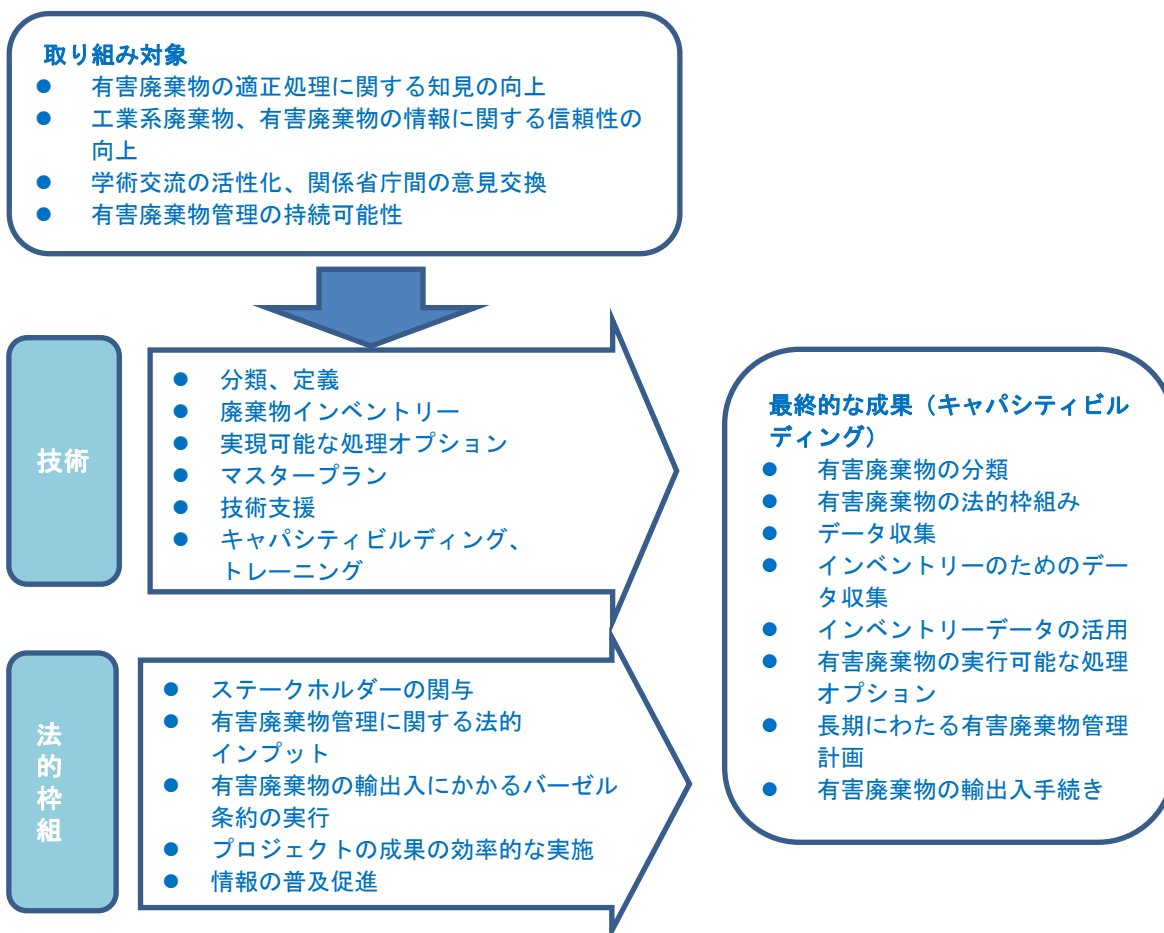 取り組み対象
● 有害廃棄物の適正処理に関する知見の向上
● 工業系廃棄物、有害廃棄物の情報に関する信頼性の
向上
● 学術交流の活性化、関係省庁間の意見交換
● 有害廃棄物管理の持続可能性
技術
● 分類、定義
● 廃棄物インベントリー
● 実現可能な処理オプション
● マスタープラン
● 技術支援
● キャパシティビルディング、
トレーニング
法的枠組
● ステークホルダーの関与
● 有害廃棄物管理に関する法的
インプット
● 有害廃棄物の輸出入にかかるバーゼル
条約の実行
● プロジェクトの成果の効率的な実施
● 情報の普及促進
最終的な成果（キャパシティビル
ディング）
● 有害廃棄物の分類
● 有害廃棄物の法的枠組み
● データ収集
● インベントリーのためのデー
タ収集
● インベントリーデータの活用
● 有害廃棄物の実行可能な処理
オプション
● 長期にわたる有害廃棄物管理
計画
● 有害廃棄物の輸出入手続き